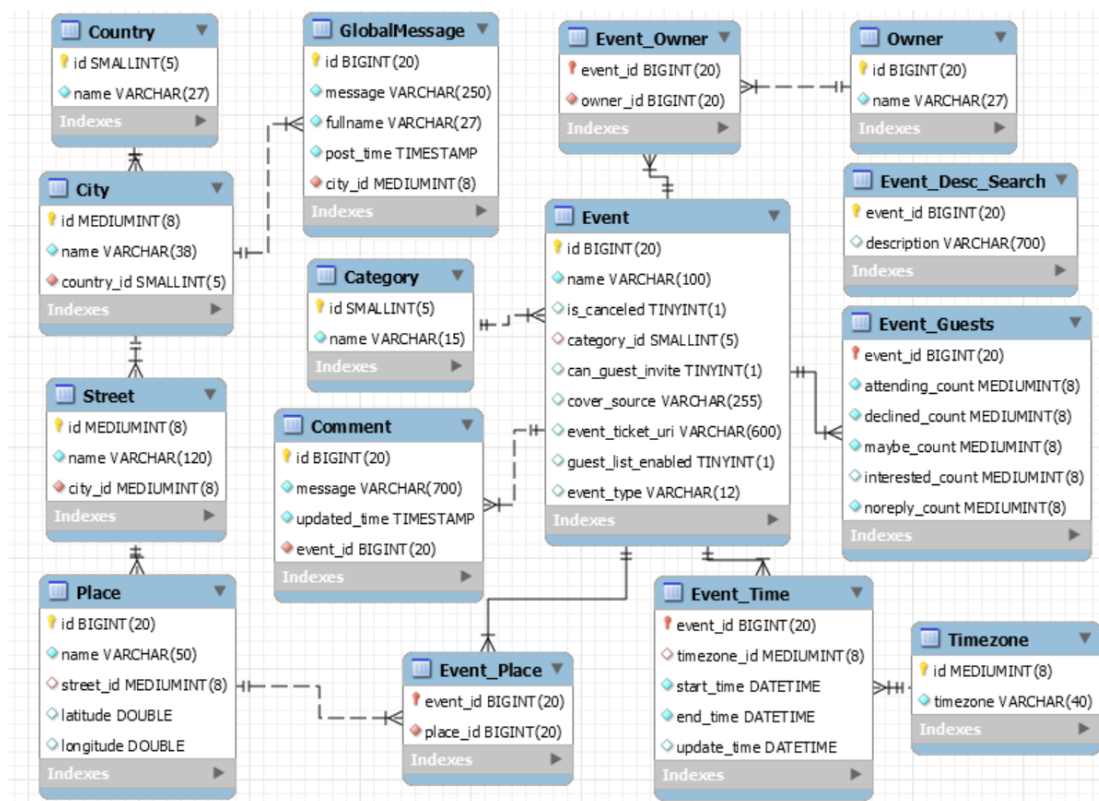 Country
id SMALLINT(5)
name VARCHAR(27)
Indexes
GlobalMessage
id BIGINT(20)
message VARCHAR(250)
fullname VARCHAR(27)
post_time TIMESTAMP
city_id MEDIUMINT(8)
Indexes
Event_Owner
event_id BIGINT(20)
owner_id BIGINT(20)
Indexes
Owner
id BIGINT(20)
name VARCHAR(27)
Indexes
City
id MEDIUMINT(8)
name VARCHAR(38)
country_id SMALLINT(5)
Indexes
Category
id SMALLINT(5)
name VARCHAR(15)
Indexes
Event
id BIGINT(20)
name VARCHAR(100)
is_canceled TINYINT(1)
category_id SMALLINT(5)
can_guest_invite TINYINT(1)
cover_source VARCHAR(255)
event_ticket_uri VARCHAR(600)
guest_list_enabled TINYINT(1)
event_type VARCHAR(12)
Indexes
Event_Desc_Search
event_id BIGINT(20)
description VARCHAR(700)
Indexes
Event_Guests
event_id BIGINT(20)
attending_count MEDIUMINT(8)
declined_count MEDIUMINT(8)
maybe_count MEDIUMINT(8)
interested_count MEDIUMINT(8)
noreply_count MEDIUMINT(8)
Indexes
Street
id MEDIUMINT(8)
name VARCHAR(120)
city_id MEDIUMINT(8)
Indexes
Comment
id BIGINT(20)
message VARCHAR(700)
updated_time TIMESTAMP
event_id BIGINT(20)
Indexes
Place
id BIGINT(20)
name VARCHAR(50)
street_id MEDIUMINT(8)
latitude DOUBLE
longitude DOUBLE
Indexes
Event_Place
event_id BIGINT(20)
place_id BIGINT(20)
Indexes
Event_Time
event_id BIGINT(20)
timezone_id MEDIUMINT(8)
start_time DATETIME
end_time DATETIME
update_time DATETIME
Indexes
Timezone
id MEDIUMINT(8)
timezone VARCHAR(40)
Indexes